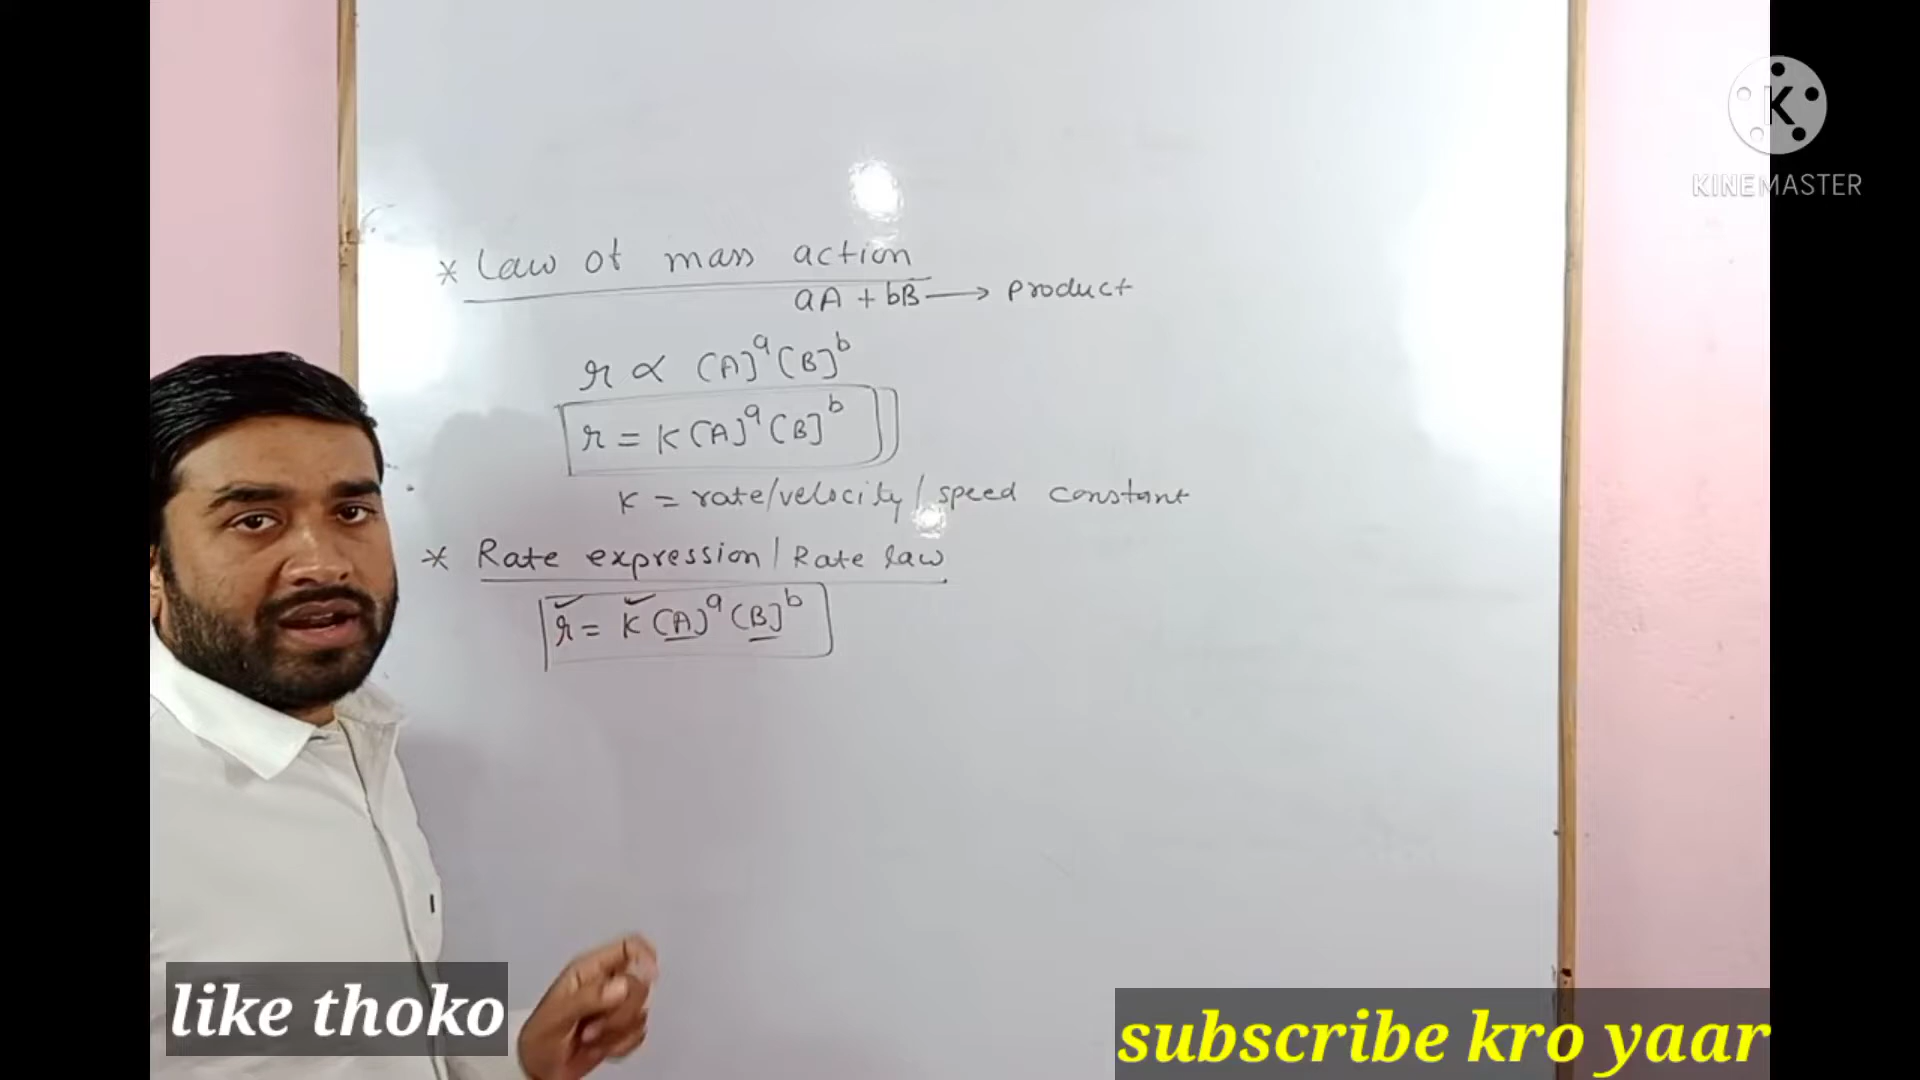 * Law of mass action
aA + bB → product
r ∝ [A]^a [B]^b
r = K [A]^a [B]^b
K = rate/velocity/speed constant
* Rate expression / Rate law
r = K [A]^a [B]^b
K
KINEMASTER
like thoko
subscribe kro yaar